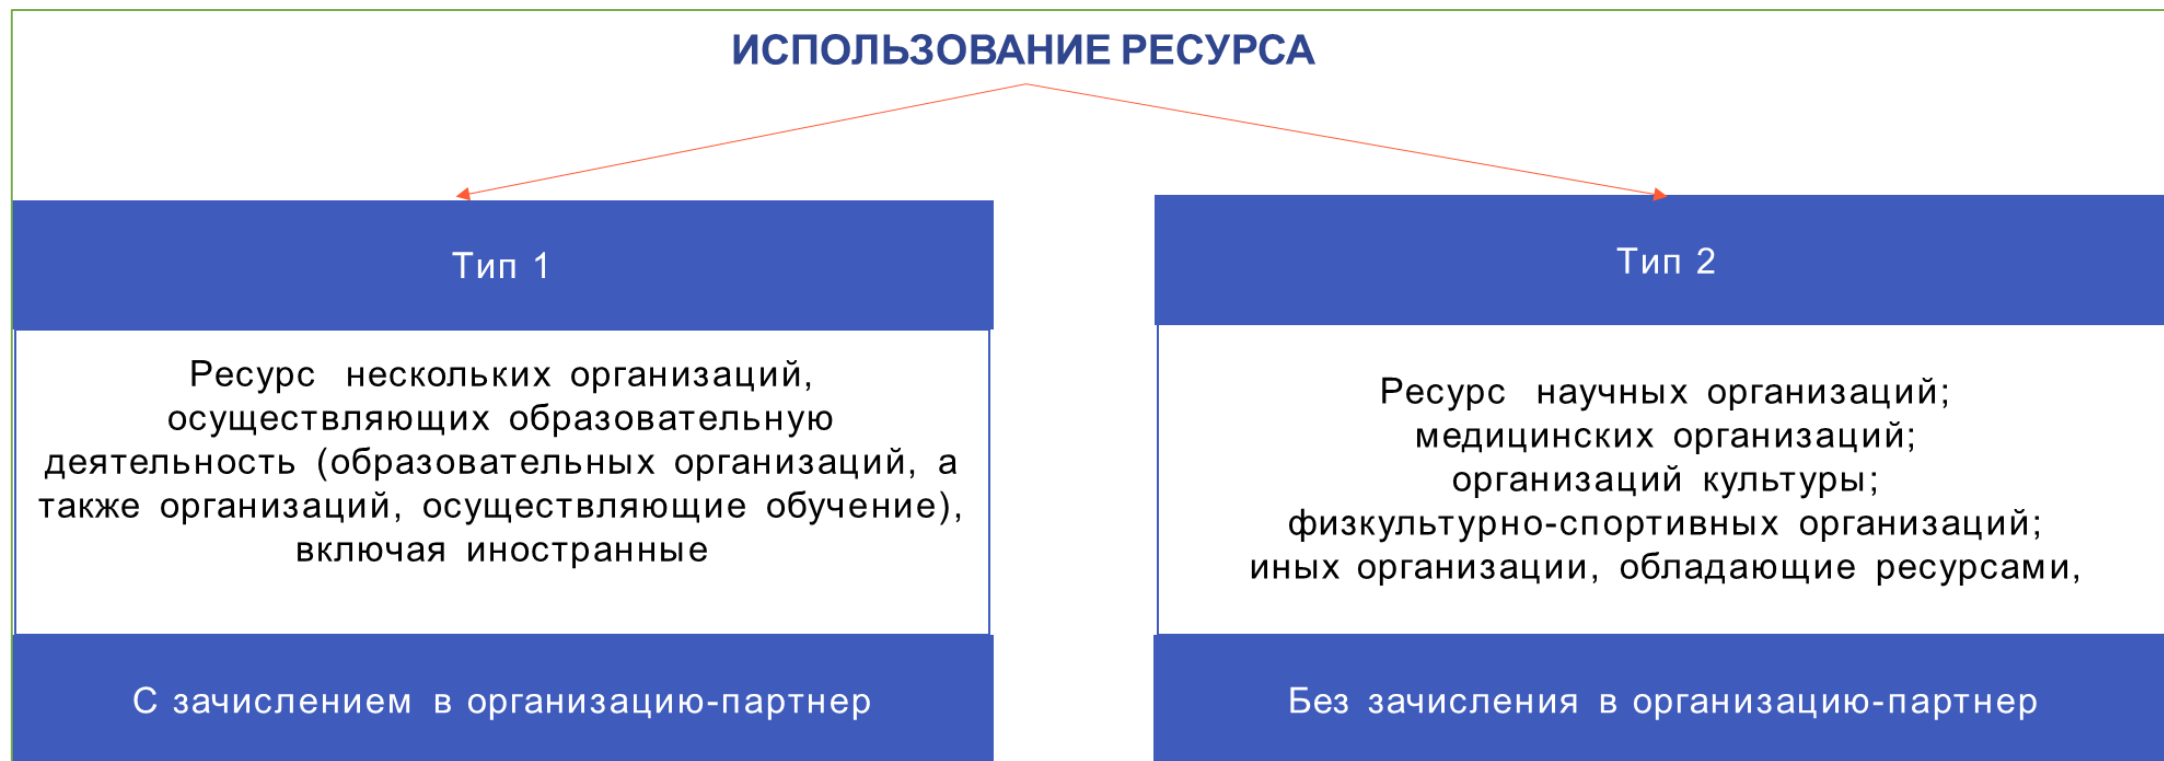 ИСПОЛЬЗОВАНИЕ РЕСУРСА
Тип 1
Ресурс нескольких организаций,
осуществляющих образовательную
деятельность (образовательных организаций, а
также организаций, осуществляющие обучение),
включая иностранные
С зачислением в организацию-партнер
Тип 2
Ресурс научных организаций;
медицинских организаций;
организаций культуры;
физкультурно-спортивных организаций;
иных организации, обладающие ресурсами,
Без зачисления в организацию-партнер